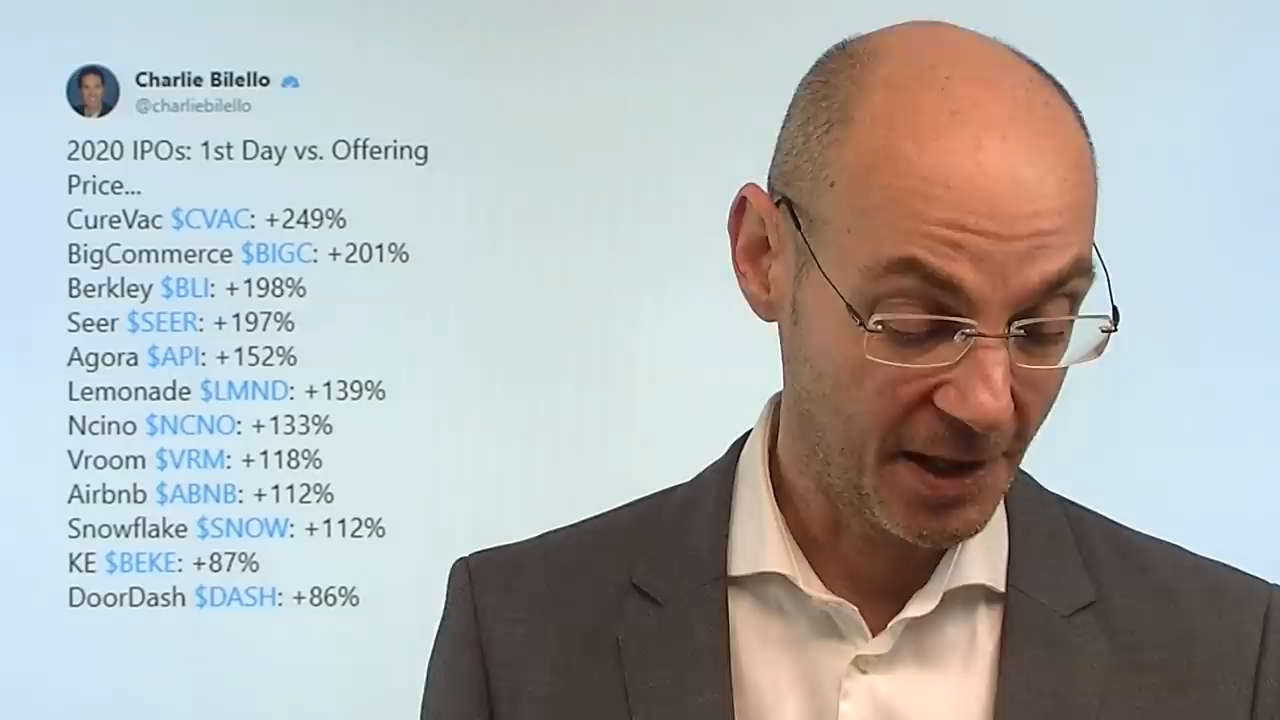 Charlie Bilello
@charliebilello
2020 IPOs: 1st Day vs. Offering
Price...
CureVac $CVAC: +249%
BigCommerce $BIGC: +201%
Berkley $BLI: +198%
Seer $SEER: +197%
Agora $API: +152%
Lemonade $LMND: +139%
Ncino $NCNO: +133%
Vroom $VRM: +118%
Airbnb $ABNB: +112%
Snowflake $SNOW: +112%
KE $BEKE: +87%
DoorDash $DASH: +86%